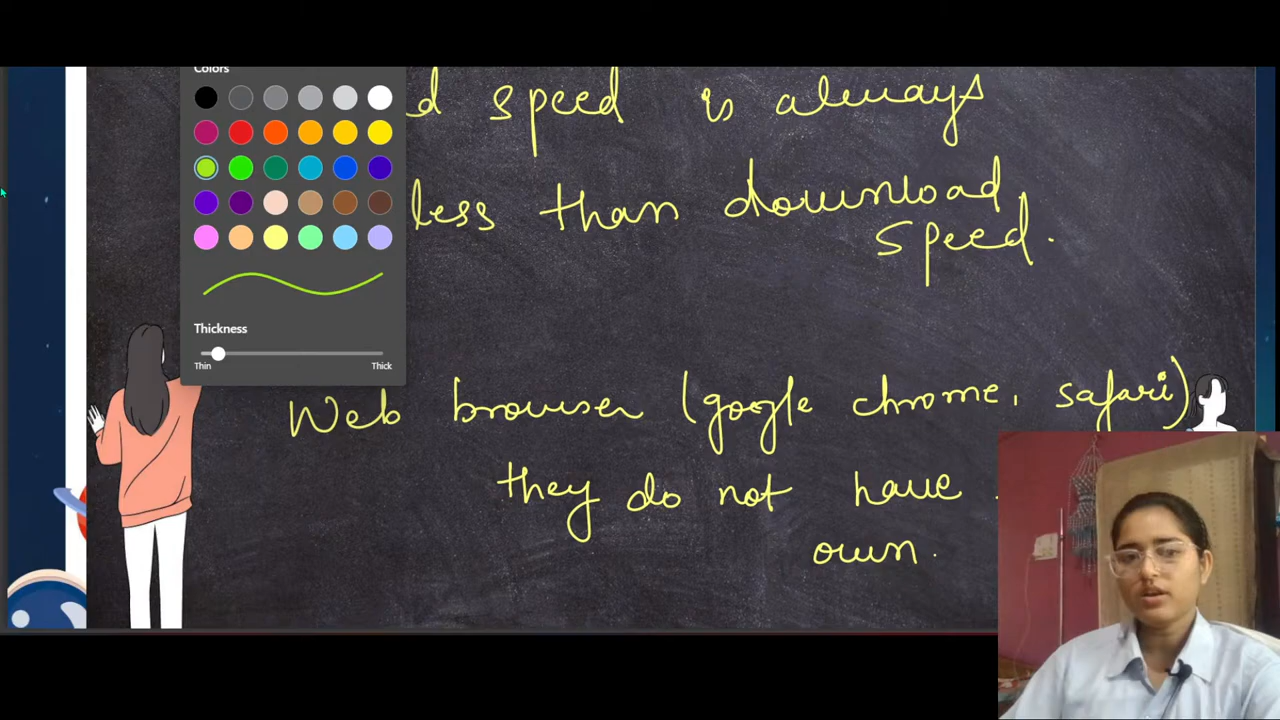 Colors
speed is always
less than download
speed.
Thickness
Thin Thick
Web browser (google chrome, safari)
they do not have
own.